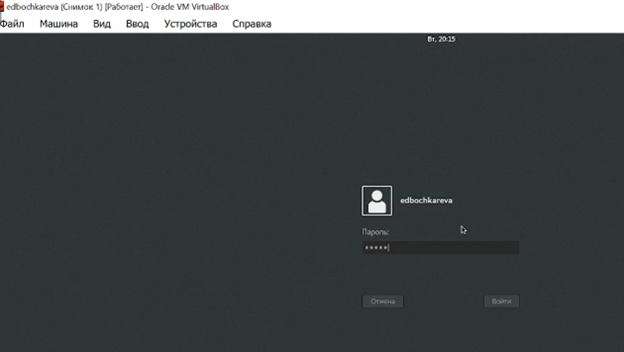 edbochkareva (Снимок 1) [Работает] - Oracle VM VirtualBox
Файл Машина Вид Ввод Устройства Справка
Вт, 20:15
edbochkareva
Пароль:
•••••
Отмена Войти